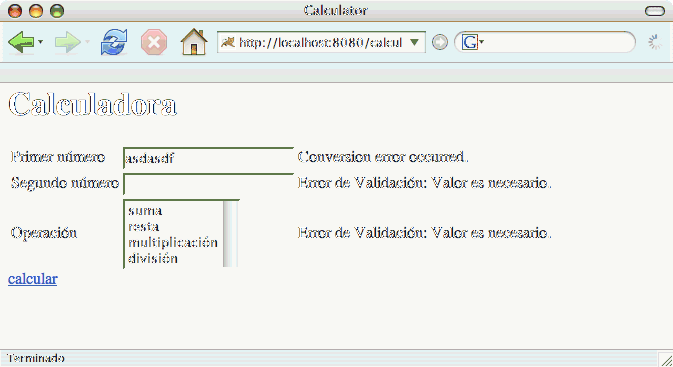 Calculator
http://localhost:8080/calcul
G
Calculadora
Primer número asdasdf Conversion error occurred.
Segundo número Error de Validación: Valor es necesario.
Operación suma resta multiplicación división Error de Validación: Valor es necesario.
calcular
Terminado